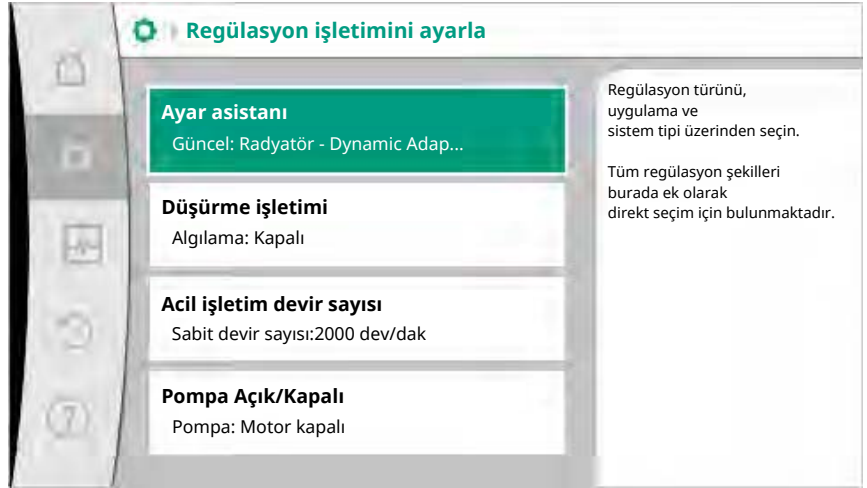 Regülasyon işletimini ayarla
Ayar asistanı
Güncel: Radyatör - Dynamic Adap...
Düşürme işletimi
Algılama: Kapalı
Acil işletim devir sayısı
Sabit devir sayısı:2000 dev/dak
Pompa Açık/Kapalı
Pompa: Motor kapalı
Regülasyon türünü,
uygulama ve
sistem tipi üzerinden seçin.
Tüm regülasyon şekilleri
burada ek olarak
direkt seçim için bulunmaktadır.